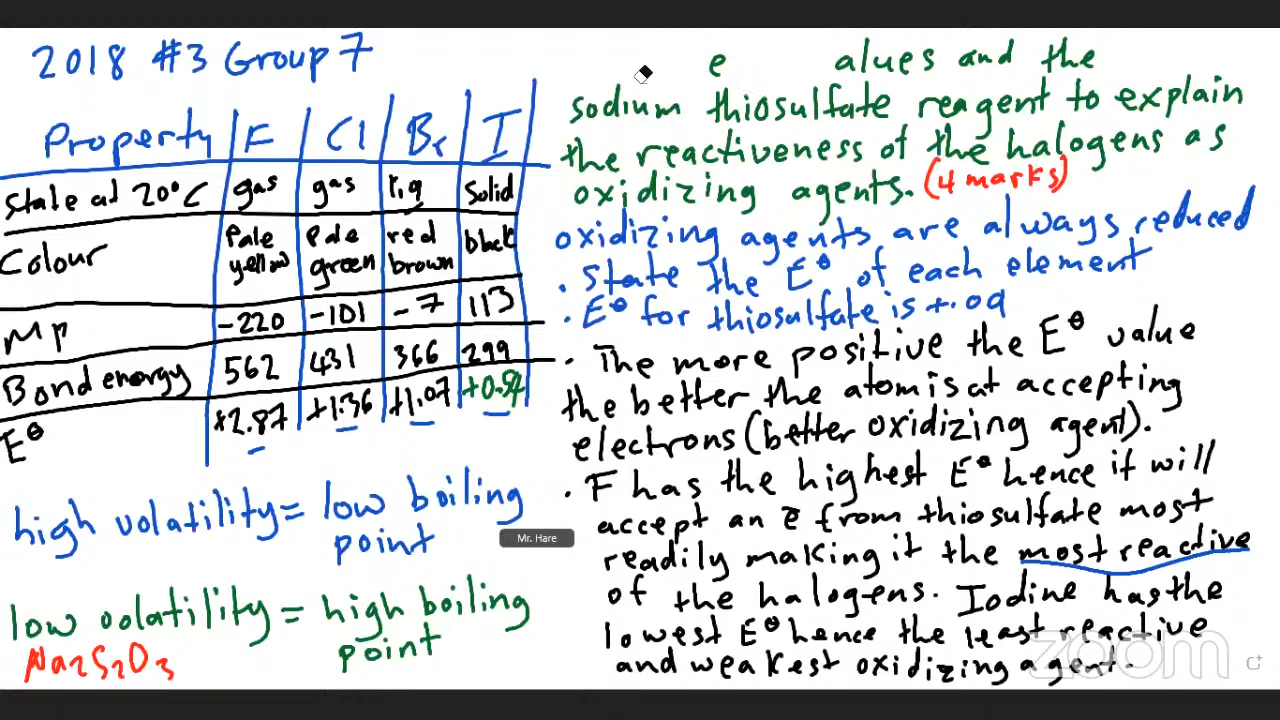 2018 #3 Group 7
Property F Cl Br I
State at 20°C gas gas liq Solid
Colour Pale yellow pale green red brown black
Mp -220 -101 -7 113
Bond energy 562 431 366 299
E⦵ +2.87 +1.36 +1.07 +0.54
high volatility = low boiling
point
low volatility = high boiling
point
Na2S2O3
e alues and the
sodium thiosulfate reagent to explain
the reactiveness of the halogens as
oxidizing agents. (4 marks)
oxidizing agents are always reduced
. State the E⦵ of each element
. E⦵ for thiosulfate is +.09
. The more positive the E⦵ value
the better the atom is at accepting
electrons (better oxidizing agent).
. F has the highest E⦵ hence it will
accept an e from thiosulfate most
readily making it the most reactive
of the halogens. Iodine has the
lowest E⦵ hence the least reactive
and weakest oxidizing agent.
Mr. Hare
zoom